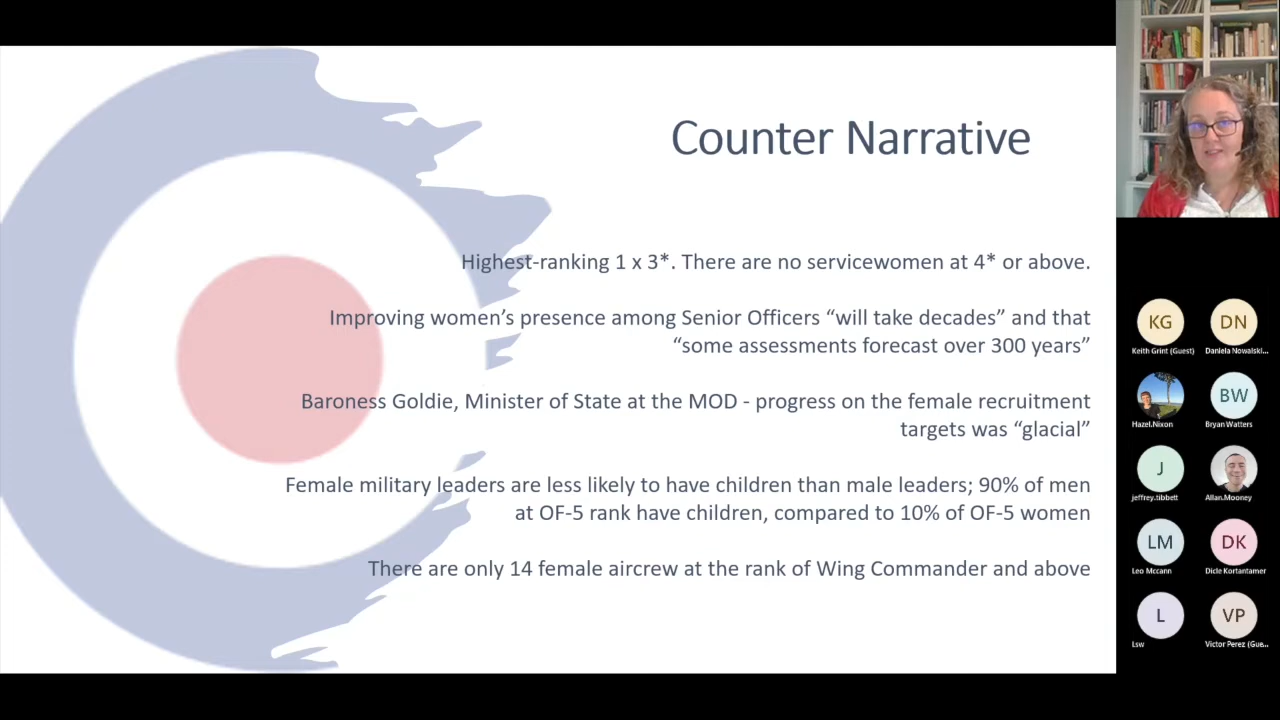 Counter Narrative
Highest-ranking 1 x 3*. There are no servicewomen at 4* or above.
Improving women’s presence among Senior Officers “will take decades” and that
“some assessments forecast over 300 years”
Baroness Goldie, Minister of State at the MOD - progress on the female recruitment
targets was “glacial”
Female military leaders are less likely to have children than male leaders; 90% of men
at OF-5 rank have children, compared to 10% of OF-5 women
There are only 14 female aircrew at the rank of Wing Commander and above
KG DN
Keith Grint (Guest) Daniela Nowalski...
BW
Hazel.Nixon Bryan Watters
J
jeffrey.tibbett Allan.Mooney
LM DK
Leo Mccann Dicle Kortantamer
L VP
Lsw Victor Perez (Gue...